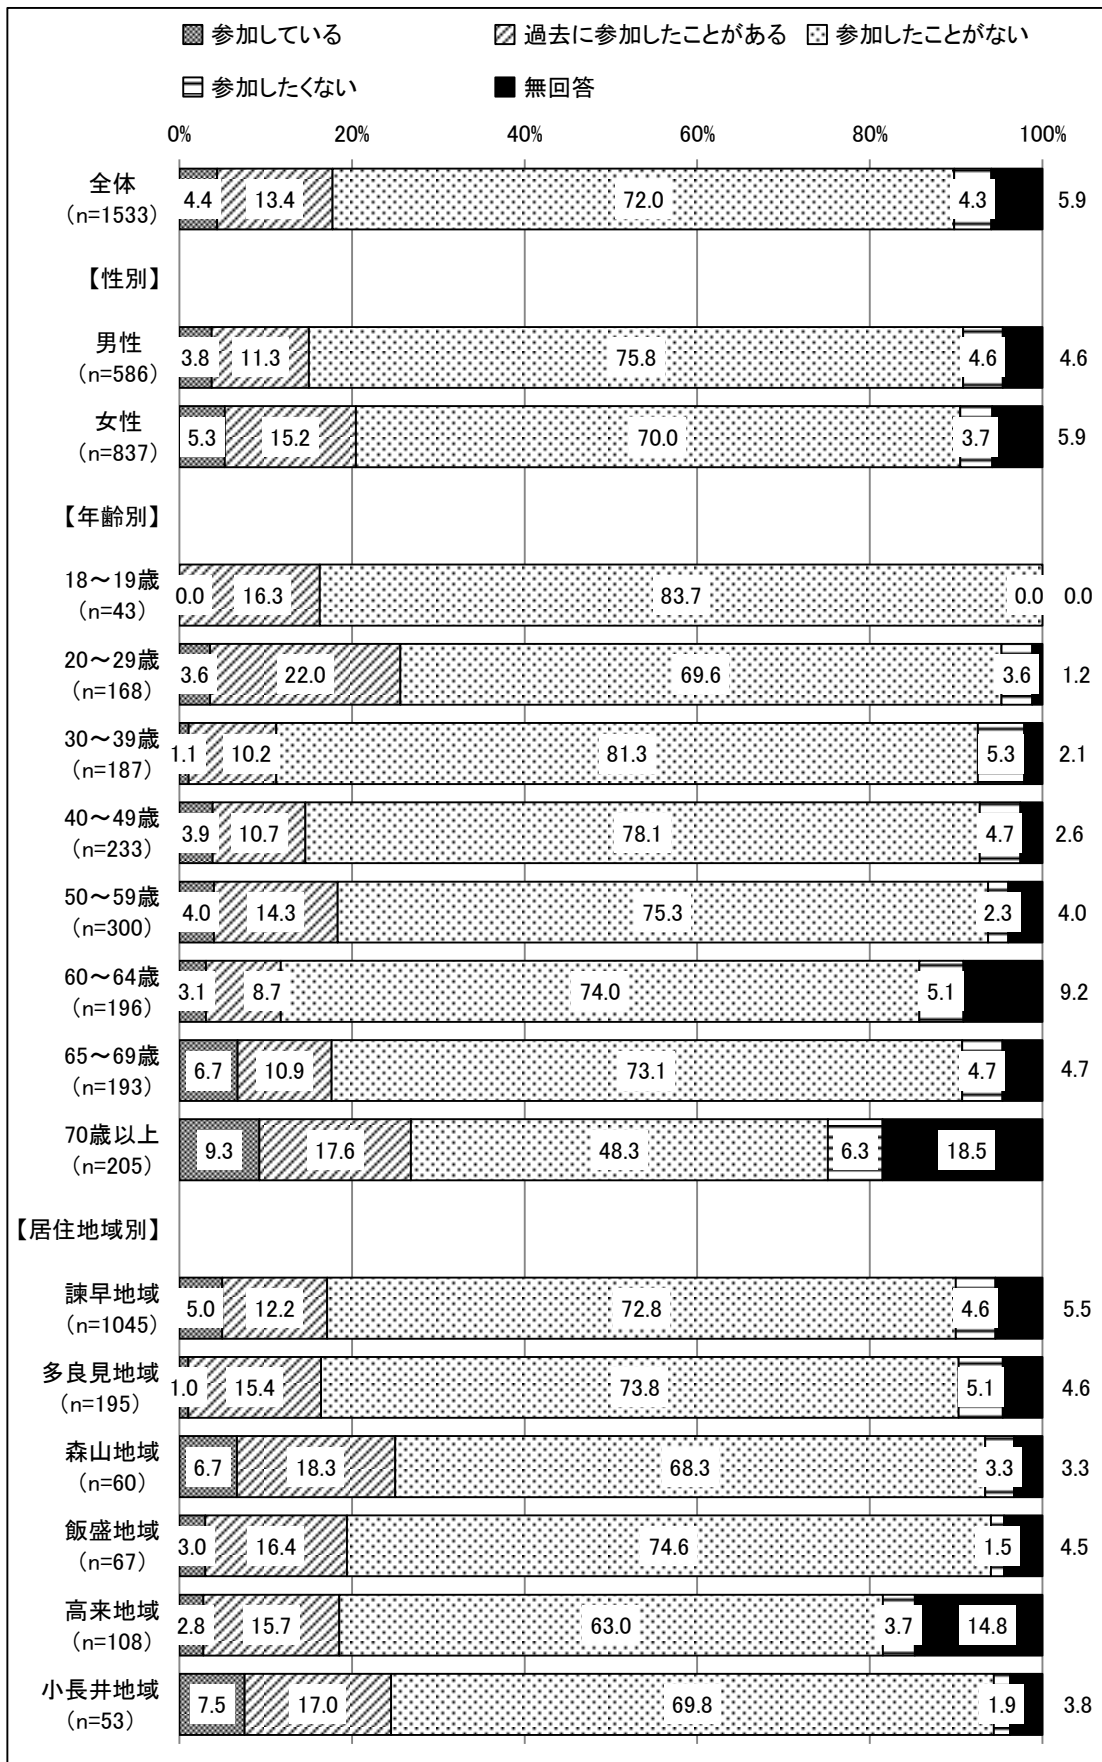 参加している 過去に参加したことがある 参加したことがない
参加したくない 無回答
0% 20% 40% 60% 80% 100%
全体
(n=1533)
4.4 13.4 72.0 4.3 5.9
【性別】
男性
(n=586)
3.8 11.3 75.8 4.6 4.6
女性
(n=837)
5.3 15.2 70.0 3.7 5.9
【年齢別】
18～19歳
(n=43)
0.0 16.3 83.7 0.0 0.0
20～29歳
(n=168)
3.6 22.0 69.6 3.6 1.2
30～39歳
(n=187)
1.1 10.2 81.3 5.3 2.1
40～49歳
(n=233)
3.9 10.7 78.1 4.7 2.6
50～59歳
(n=300)
4.0 14.3 75.3 2.3 4.0
60～64歳
(n=196)
3.1 8.7 74.0 5.1 9.2
65～69歳
(n=193)
6.7 10.9 73.1 4.7 4.7
70歳以上
(n=205)
9.3 17.6 48.3 6.3 18.5
【居住地域別】
諫早地域
(n=1045)
5.0 12.2 72.8 4.6 5.5
多良見地域
(n=195)
1.0 15.4 73.8 5.1 4.6
森山地域
(n=60)
6.7 18.3 68.3 3.3 3.3
飯盛地域
(n=67)
3.0 16.4 74.6 1.5 4.5
高来地域
(n=108)
2.8 15.7 63.0 3.7 14.8
小長井地域
(n=53)
7.5 17.0 69.8 1.9 3.8